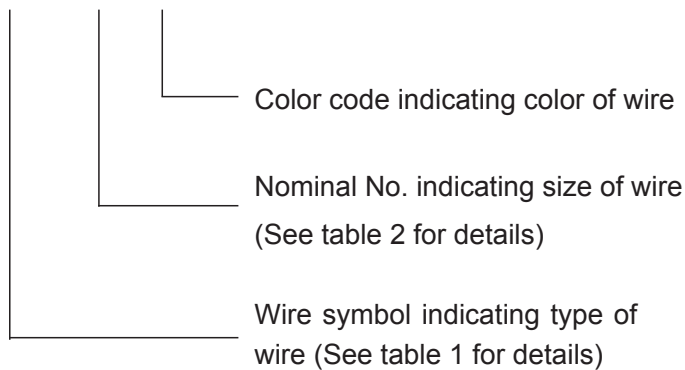 Color code indicating color of wire
Nominal No. indicating size of wire
(See table 2 for details)
Wire symbol indicating type of
wire (See table 1 for details)